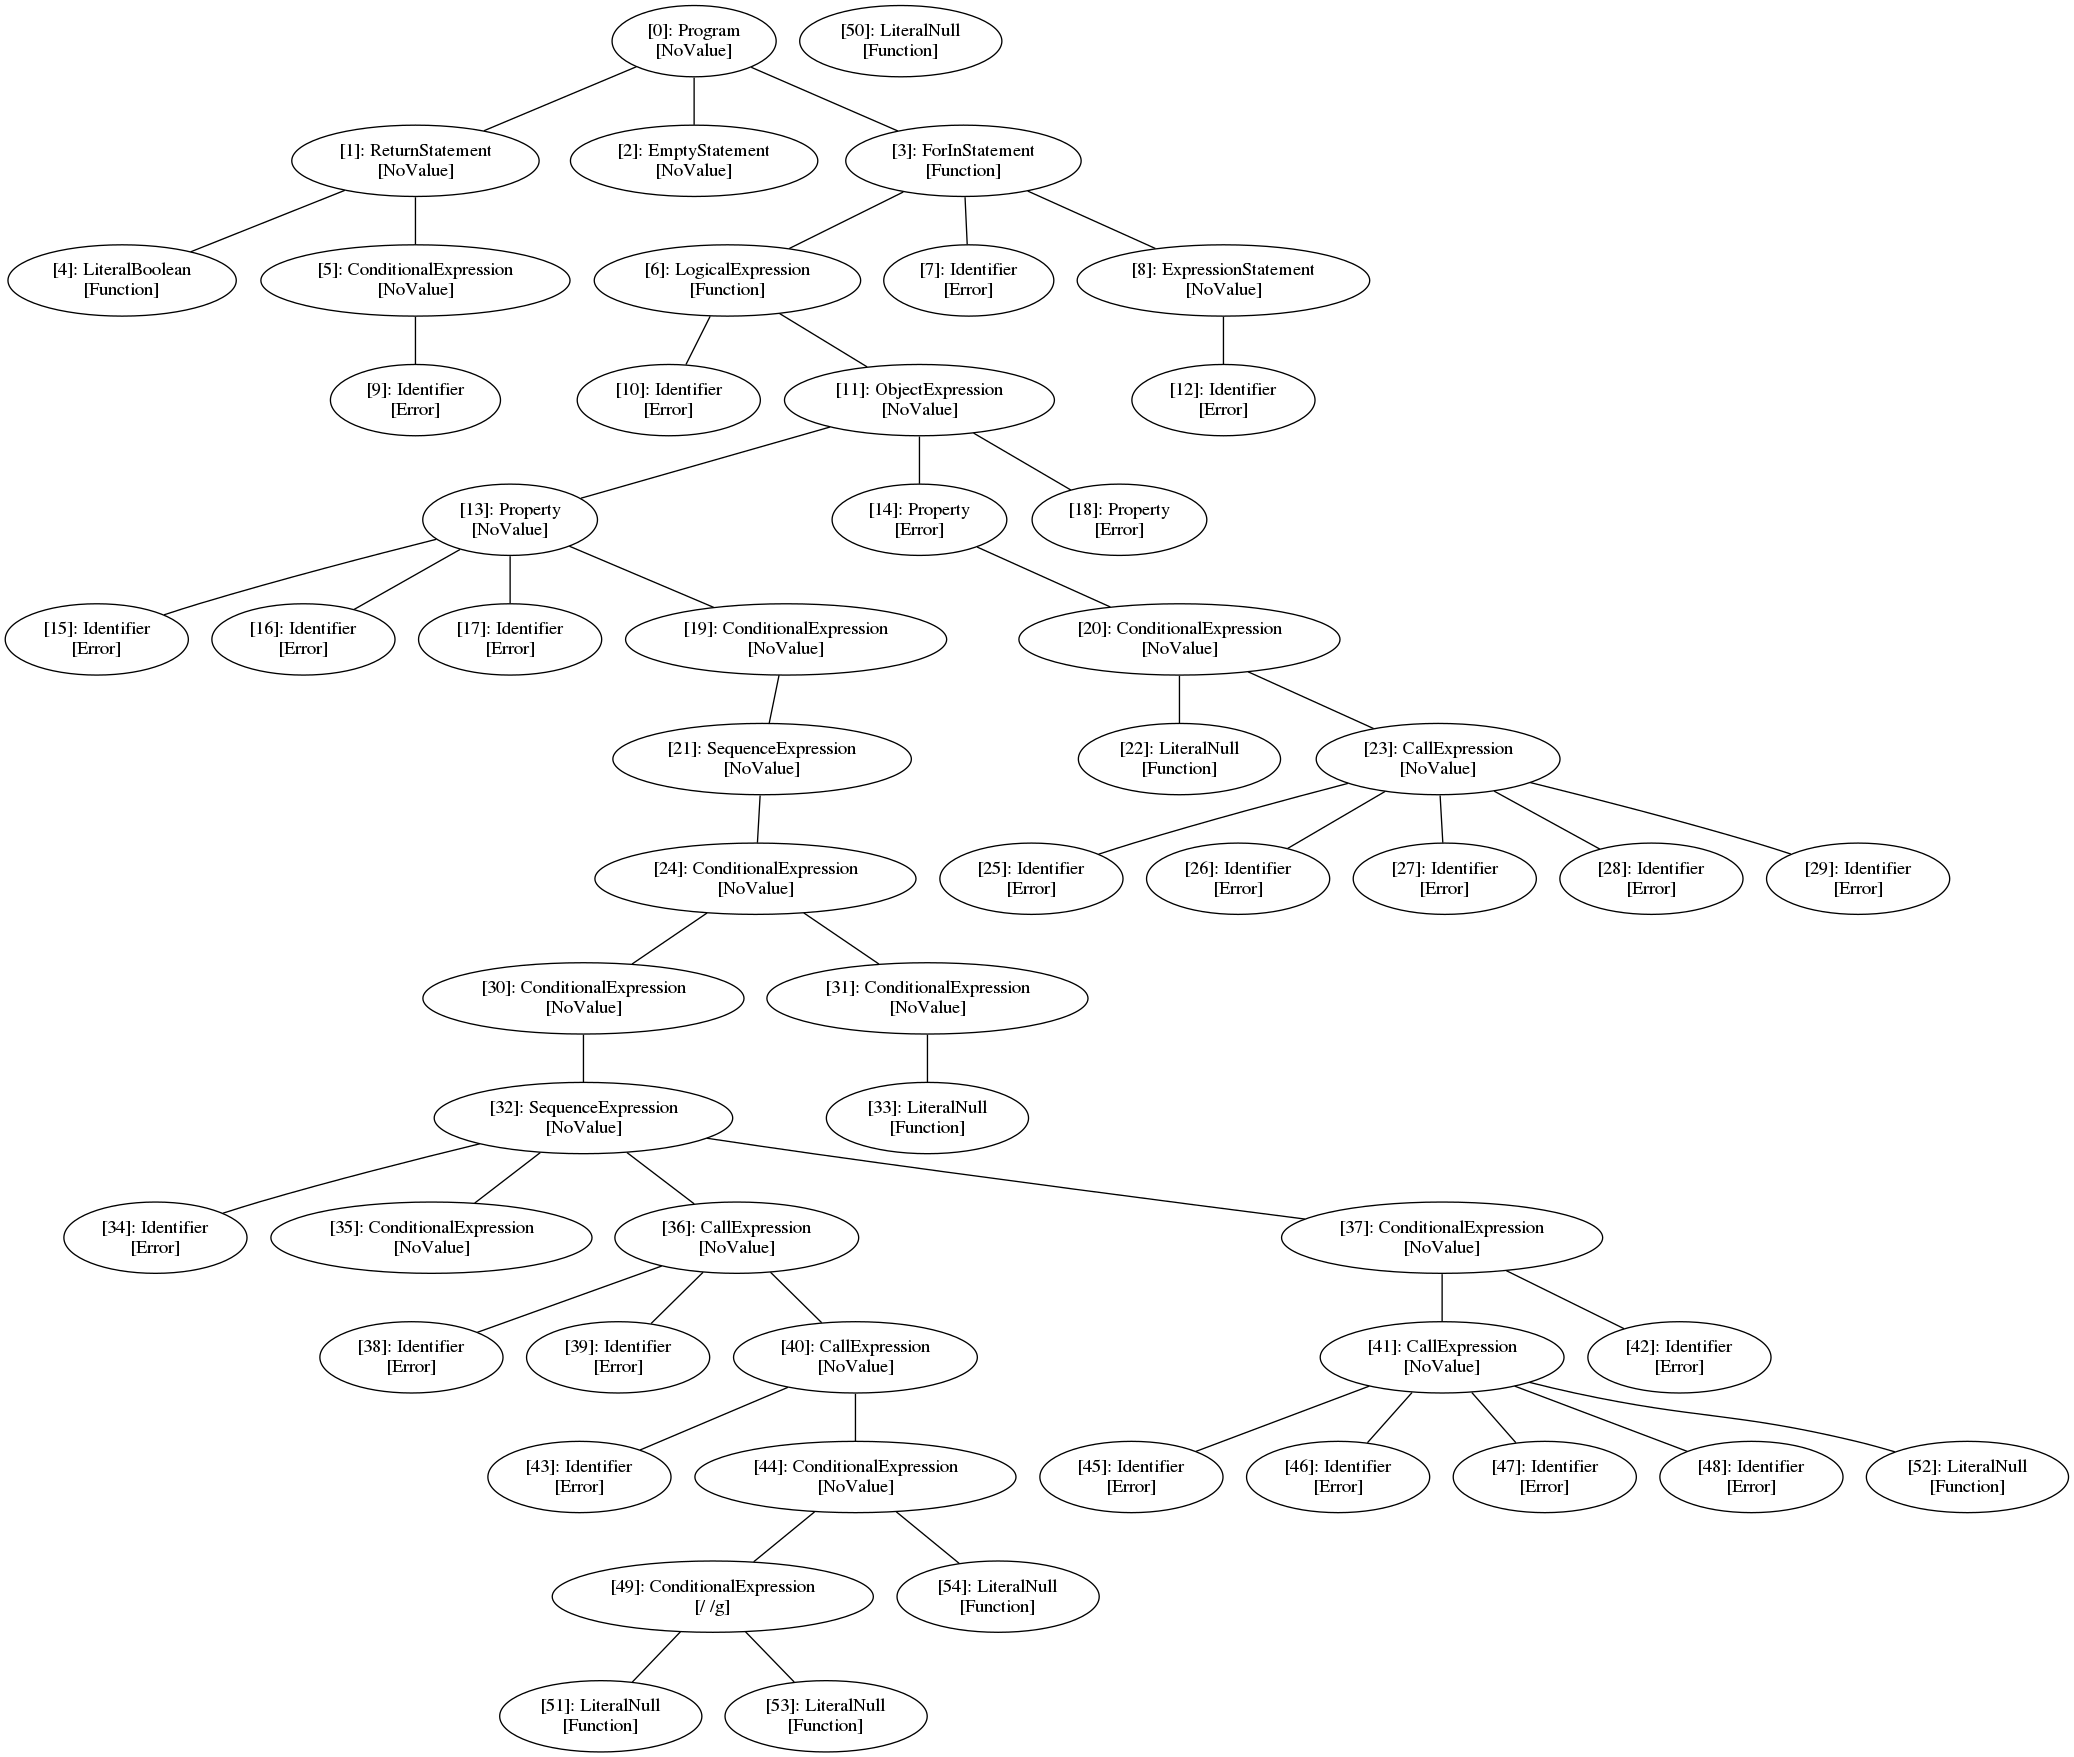 [0]: Program
[NoValue]
[50]: LiteralNull
[Function]
[1]: ReturnStatement
[NoValue]
[2]: EmptyStatement
[NoValue]
[3]: ForInStatement
[Function]
[4]: LiteralBoolean
[Function]
[5]: ConditionalExpression
[NoValue]
[6]: LogicalExpression
[Function]
[7]: Identifier
[Error]
[8]: ExpressionStatement
[NoValue]
[9]: Identifier
[Error]
[10]: Identifier
[Error]
[11]: ObjectExpression
[NoValue]
[12]: Identifier
[Error]
[13]: Property
[NoValue]
[14]: Property
[Error]
[18]: Property
[Error]
[15]: Identifier
[Error]
[16]: Identifier
[Error]
[17]: Identifier
[Error]
[19]: ConditionalExpression
[NoValue]
[20]: ConditionalExpression
[NoValue]
[21]: SequenceExpression
[NoValue]
[22]: LiteralNull
[Function]
[23]: CallExpression
[NoValue]
[24]: ConditionalExpression
[NoValue]
[25]: Identifier
[Error]
[26]: Identifier
[Error]
[27]: Identifier
[Error]
[28]: Identifier
[Error]
[29]: Identifier
[Error]
[30]: ConditionalExpression
[NoValue]
[31]: ConditionalExpression
[NoValue]
[32]: SequenceExpression
[NoValue]
[33]: LiteralNull
[Function]
[34]: Identifier
[Error]
[35]: ConditionalExpression
[NoValue]
[36]: CallExpression
[NoValue]
[37]: ConditionalExpression
[NoValue]
[38]: Identifier
[Error]
[39]: Identifier
[Error]
[40]: CallExpression
[NoValue]
[41]: CallExpression
[NoValue]
[42]: Identifier
[Error]
[43]: Identifier
[Error]
[44]: ConditionalExpression
[NoValue]
[45]: Identifier
[Error]
[46]: Identifier
[Error]
[47]: Identifier
[Error]
[48]: Identifier
[Error]
[52]: LiteralNull
[Function]
[49]: ConditionalExpression
[/ /g]
[54]: LiteralNull
[Function]
[51]: LiteralNull
[Function]
[53]: LiteralNull
[Function]